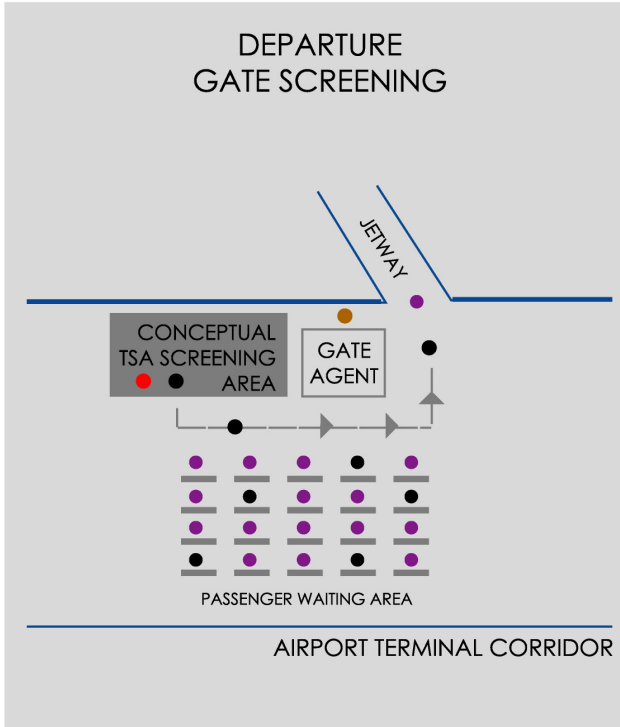 DEPARTURE
GATE SCREENING
JETWAY
CONCEPTUAL
TSA SCREENING
AREA
GATE
AGENT
PASSENGER WAITING AREA
AIRPORT TERMINAL CORRIDOR